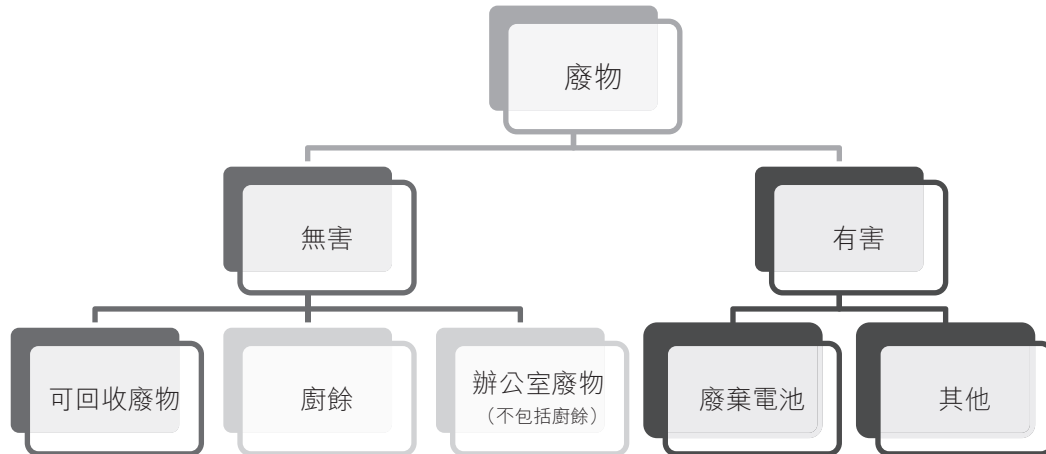 廢物
無害
有害
可回收廢物
廚餘
辦公室廢物
（不包括廚餘）
廢棄電池
其他